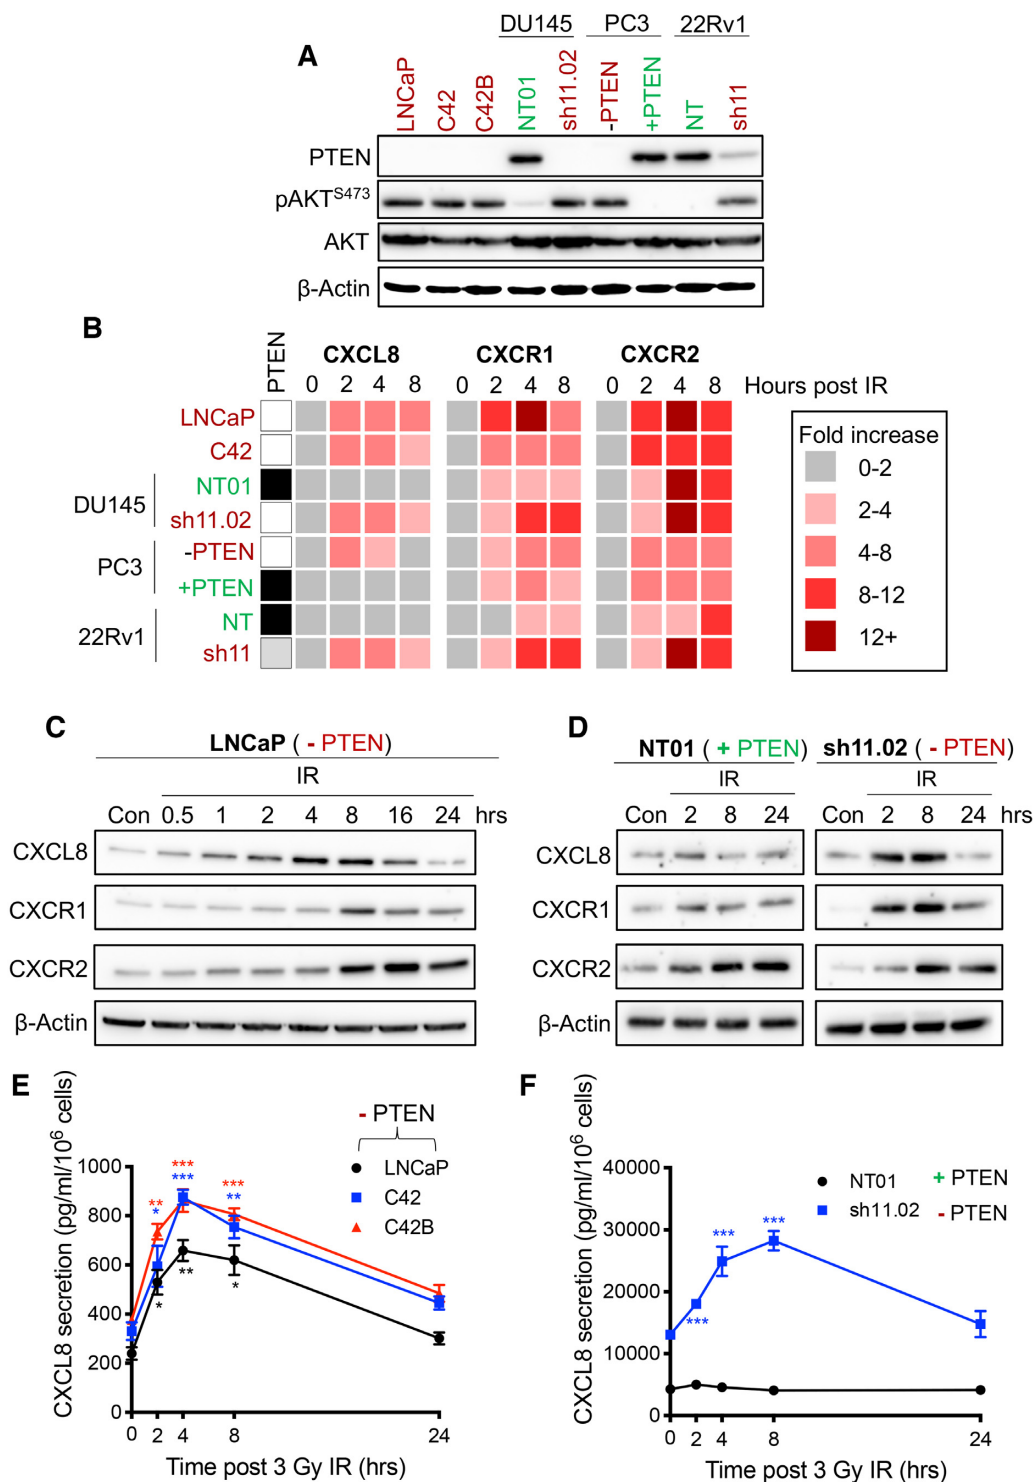 A
DU145 PC3 22Rv1
LNCaP C42 C42B NT01 sh11.02 -PTEN +PTEN NT sh11
PTEN
pAKTS473
AKT
β-Actin
B
PTEN CXCL8 CXCR1 CXCR2
0 2 4 8 0 2 4 8 0 2 4 8 Hours post IR
LNCaP
C42
DU145
NT01
sh11.02
PC3
-PTEN
+PTEN
22Rv1
NT
sh11
Fold increase
0-2
2-4
4-8
8-12
12+
C
LNCaP ( - PTEN)
IR
Con 0.5 1 2 4 8 16 24 hrs
CXCL8
CXCR1
CXCR2
β-Actin
D
NT01 ( + PTEN) sh11.02 ( - PTEN)
IR IR
Con 2 8 24 Con 2 8 24 hrs
CXCL8
CXCR1
CXCR2
β-Actin
E
CXCL8 secretion (pg/ml/10⁶ cells)
- PTEN
LNCaP
C42
C42B
1000
800
600
400
200
0
*** *** *** ** ** * * ** *
0 2 4 8 24
Time post 3 Gy IR (hrs)
F
CXCL8 secretion (pg/ml/10⁶ cells)
NT01 + PTEN
sh11.02 - PTEN
40000
30000
20000
10000
0
*** *** ***
0 2 4 8 24
Time post 3 Gy IR (hrs)